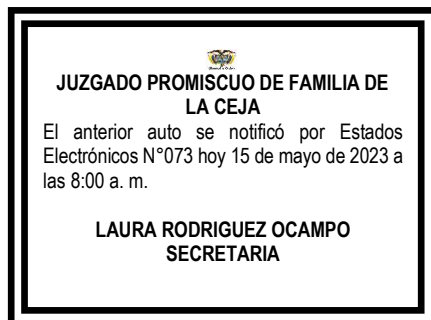 JUZGADO PROMISCUO DE FAMILIA DE
LA CEJA
El anterior auto se notificó por Estados
Electrónicos N°073 hoy 15 de mayo de 2023 a
las 8:00 a. m.
LAURA RODRIGUEZ OCAMPO
SECRETARIA